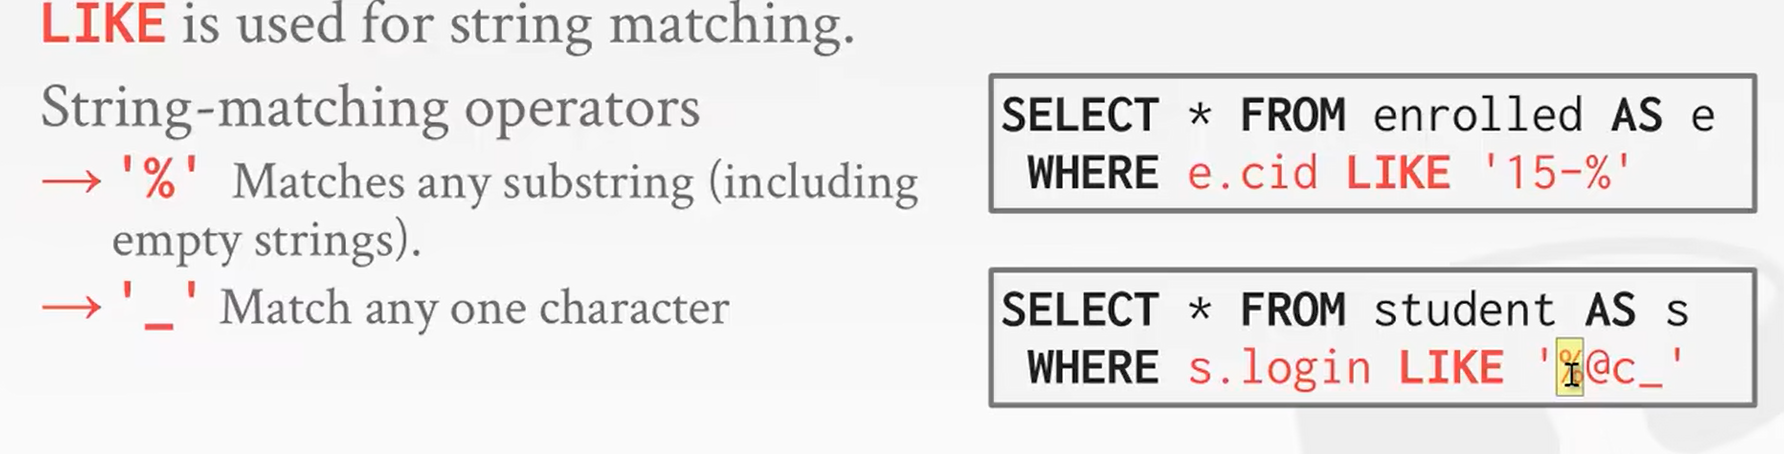 LIKE is used for string matching.
String-matching operators
→ '%' Matches any substring (including
empty strings).
→ '_' Match any one character
SELECT * FROM enrolled AS e
WHERE e.cid LIKE '15-%'
SELECT * FROM student AS s
WHERE s.login LIKE '%@c_'